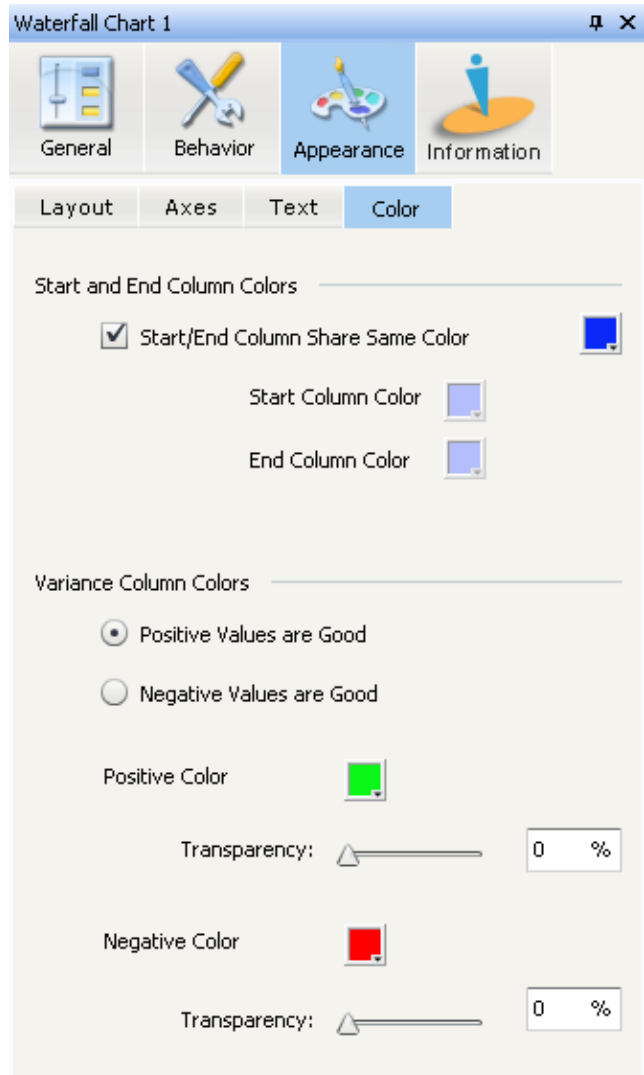 Waterfall Chart 1
General Behavior Appearance Information
Layout Axes Text Color
Start and End Column Colors
Start/End Column Share Same Color
Start Column Color
End Column Color
Variance Column Colors
Positive Values are Good
Negative Values are Good
Positive Color
Transparency: 0 %
Negative Color
Transparency: 0 %